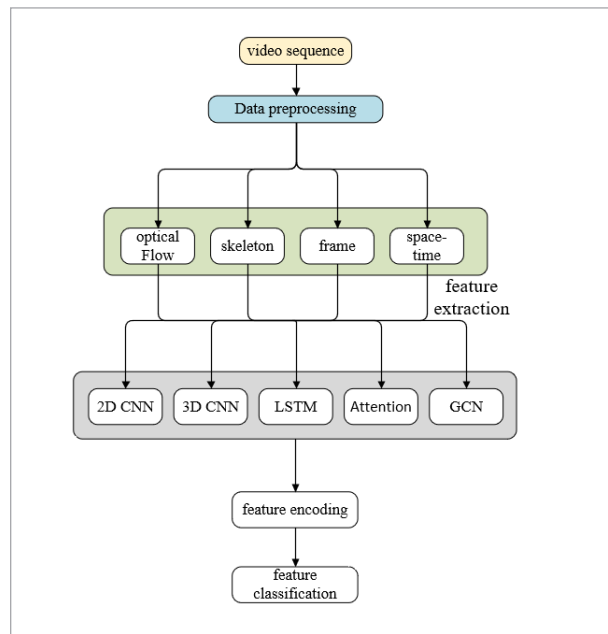 video sequence
Data preprocessing
optical
Flow
skeleton
frame
space-
time
feature
extraction
2D CNN
3D CNN
LSTM
Attention
GCN
feature encoding
feature
classification